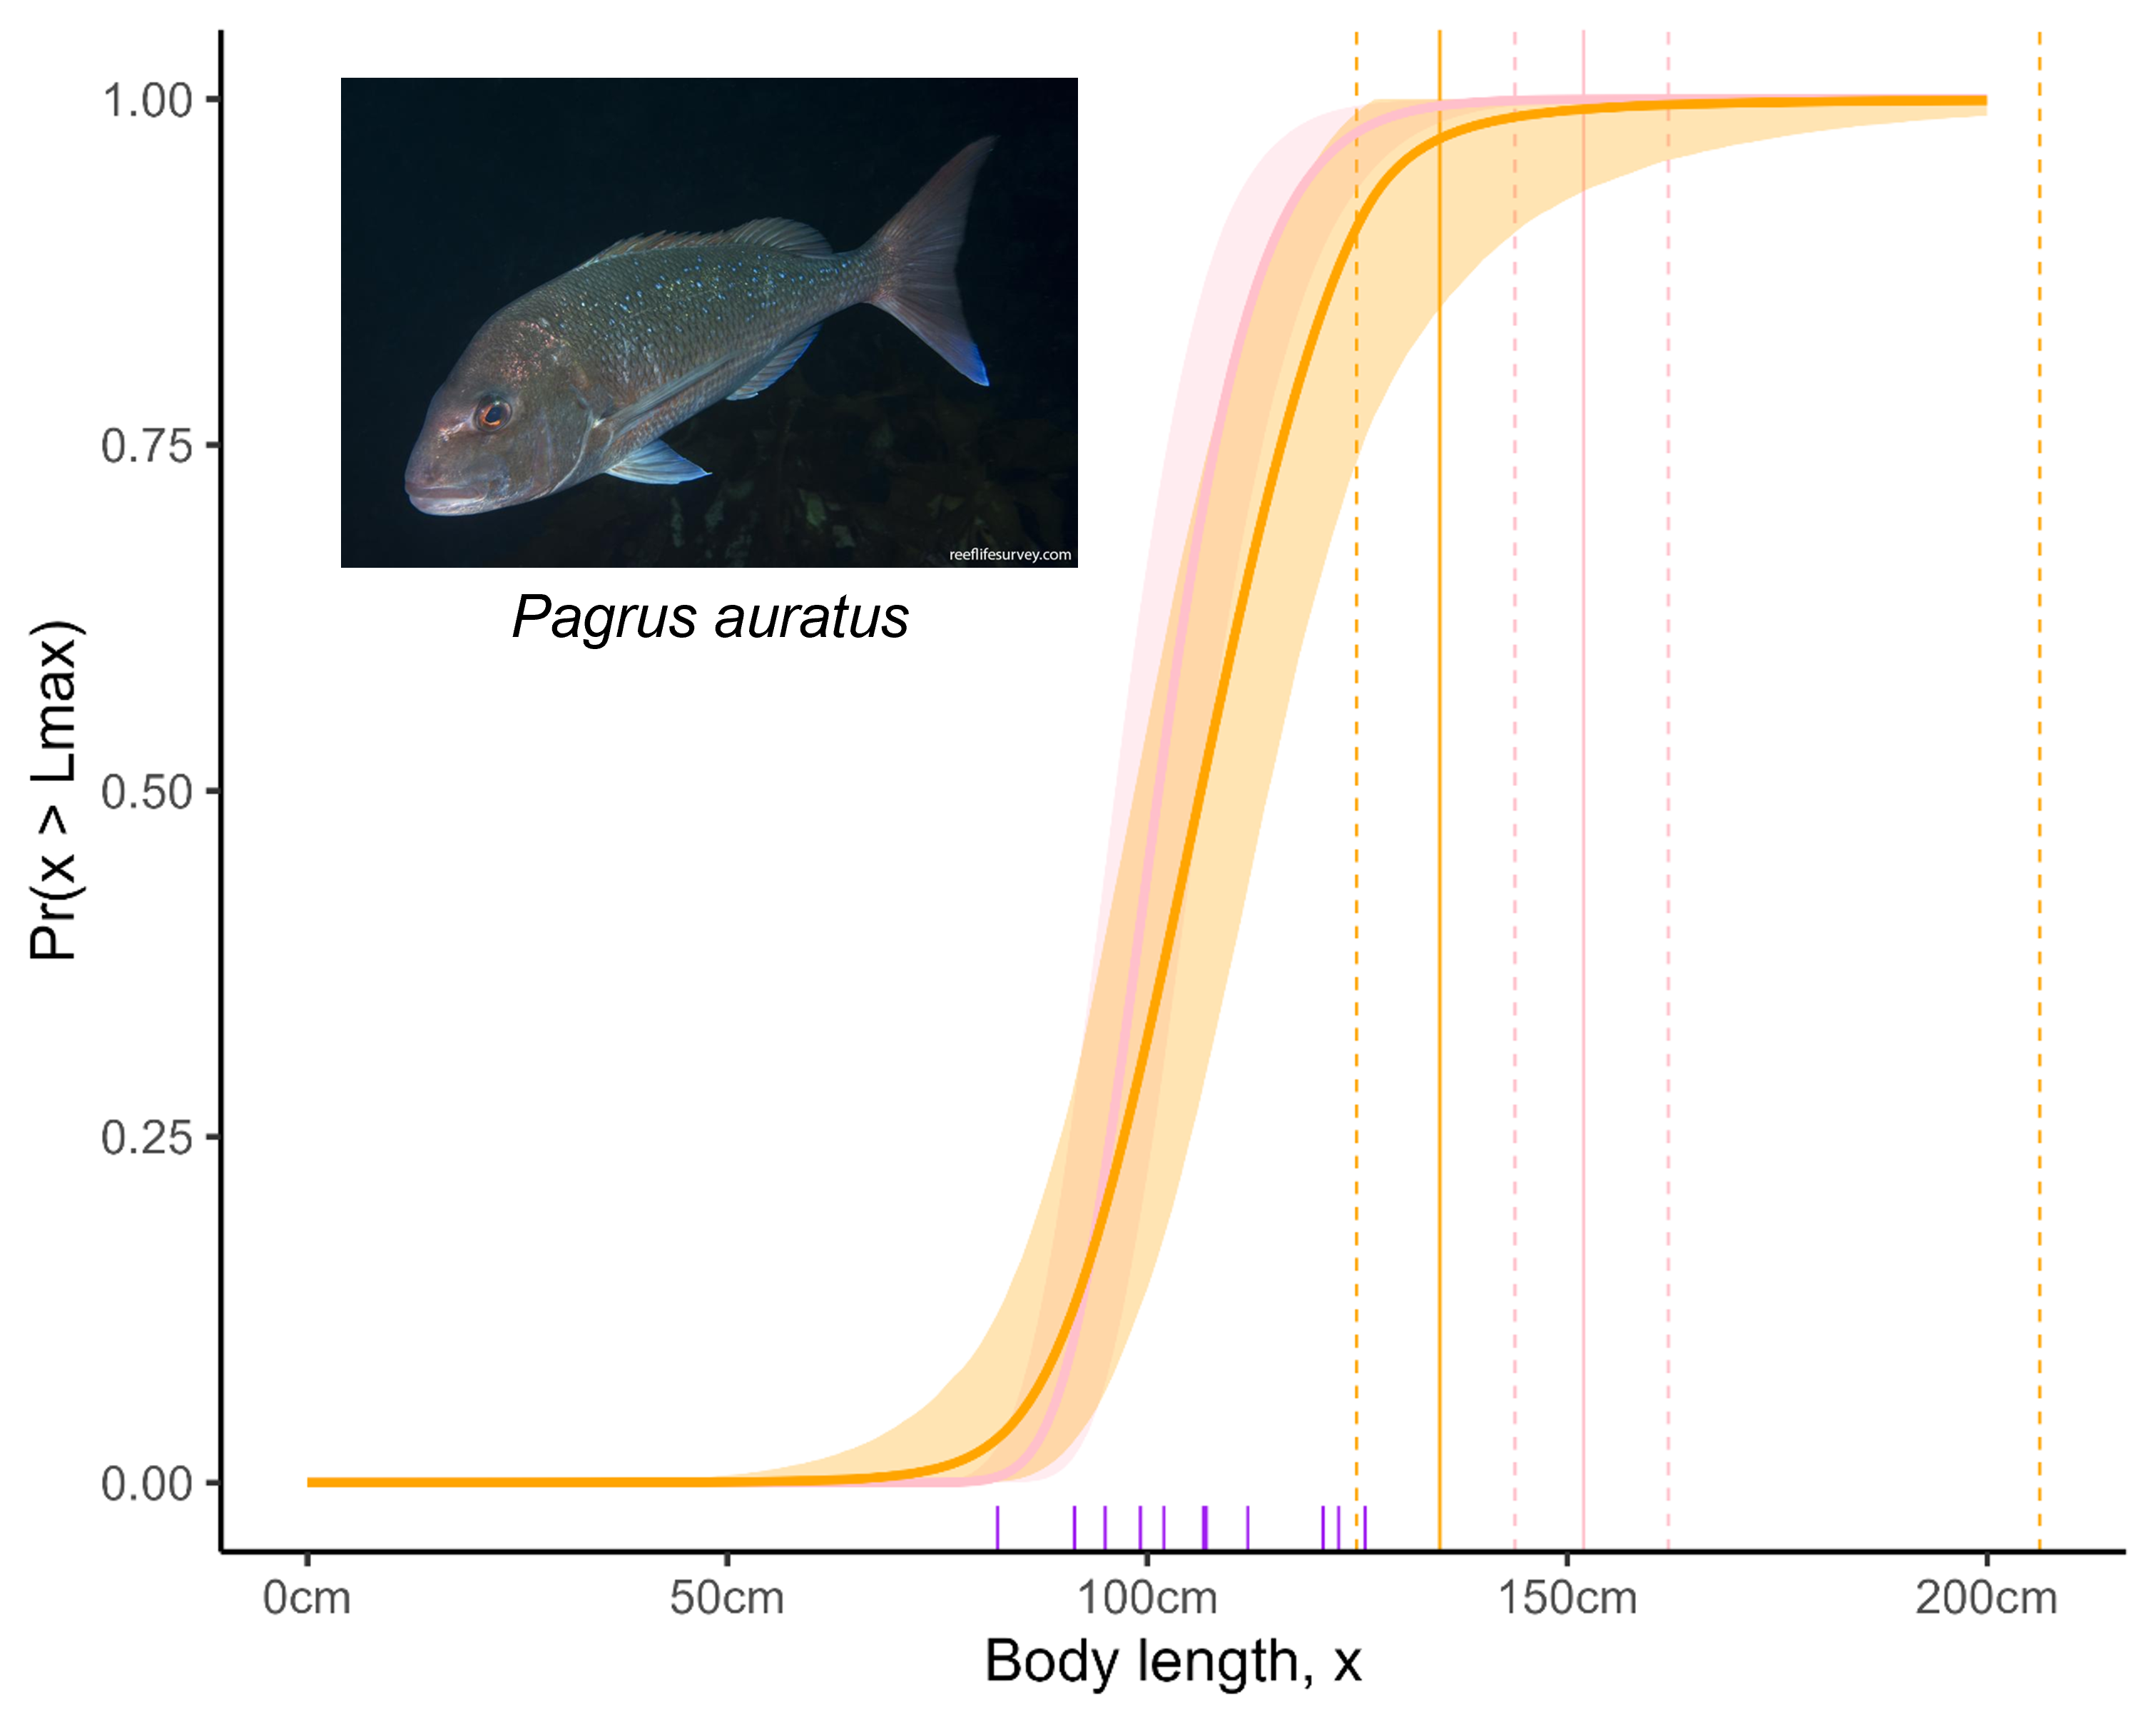 1.00
0.75
0.50
0.25
0.00
Pr(x > Lmax)
reeflifesurvey.com
Pagrus auratus
0cm 50cm 100cm 150cm 200cm
Body length, x